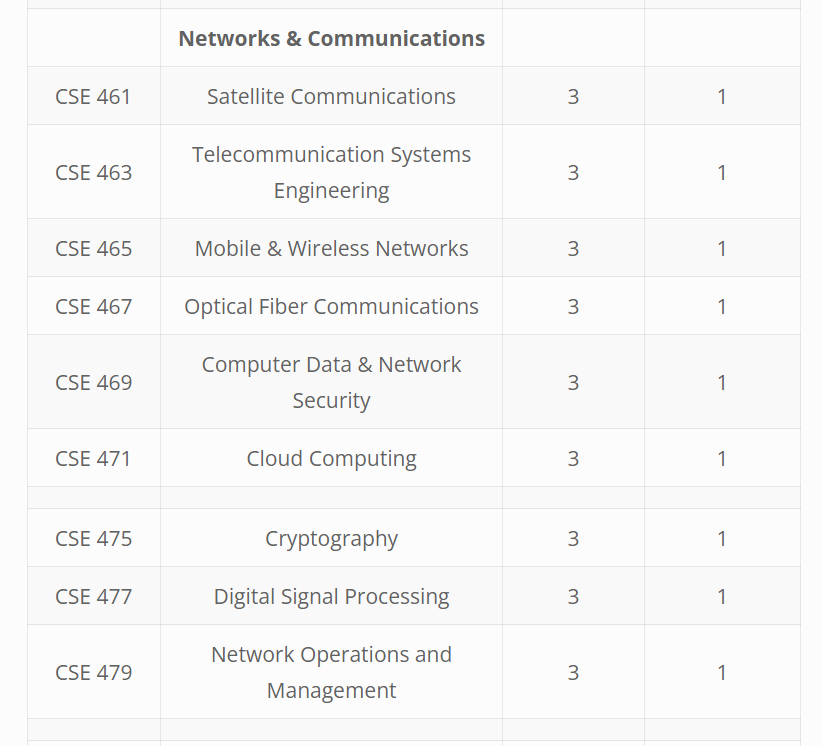 Networks & Communications
CSE 461 Satellite Communications 3 1
CSE 463 Telecommunication Systems Engineering 3 1
CSE 465 Mobile & Wireless Networks 3 1
CSE 467 Optical Fiber Communications 3 1
CSE 469 Computer Data & Network Security 3 1
CSE 471 Cloud Computing 3 1
CSE 475 Cryptography 3 1
CSE 477 Digital Signal Processing 3 1
CSE 479 Network Operations and Management 3 1